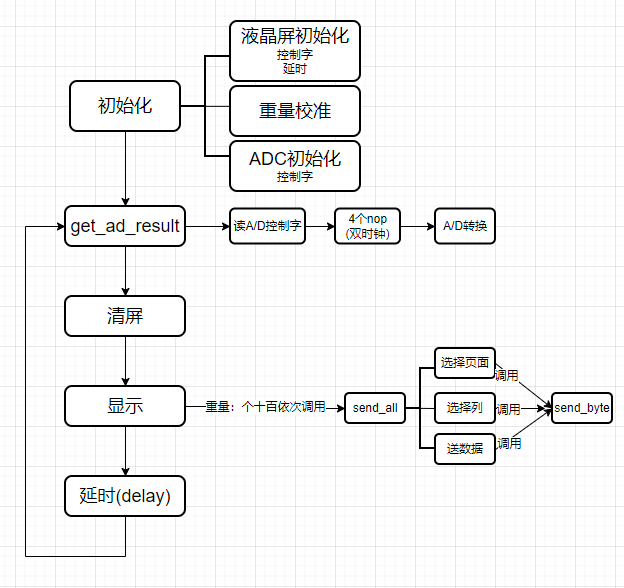 液晶屏初始化
控制字
延时
初始化
重量校准
ADC初始化
控制字
get_ad_result
读A/D控制字
4个nop
(双时钟)
A/D转换
清屏
显示
重量：个十百依次调用
send_all
选择页面
调用
选择列
调用
send_byte
送数据
调用
延时(delay)